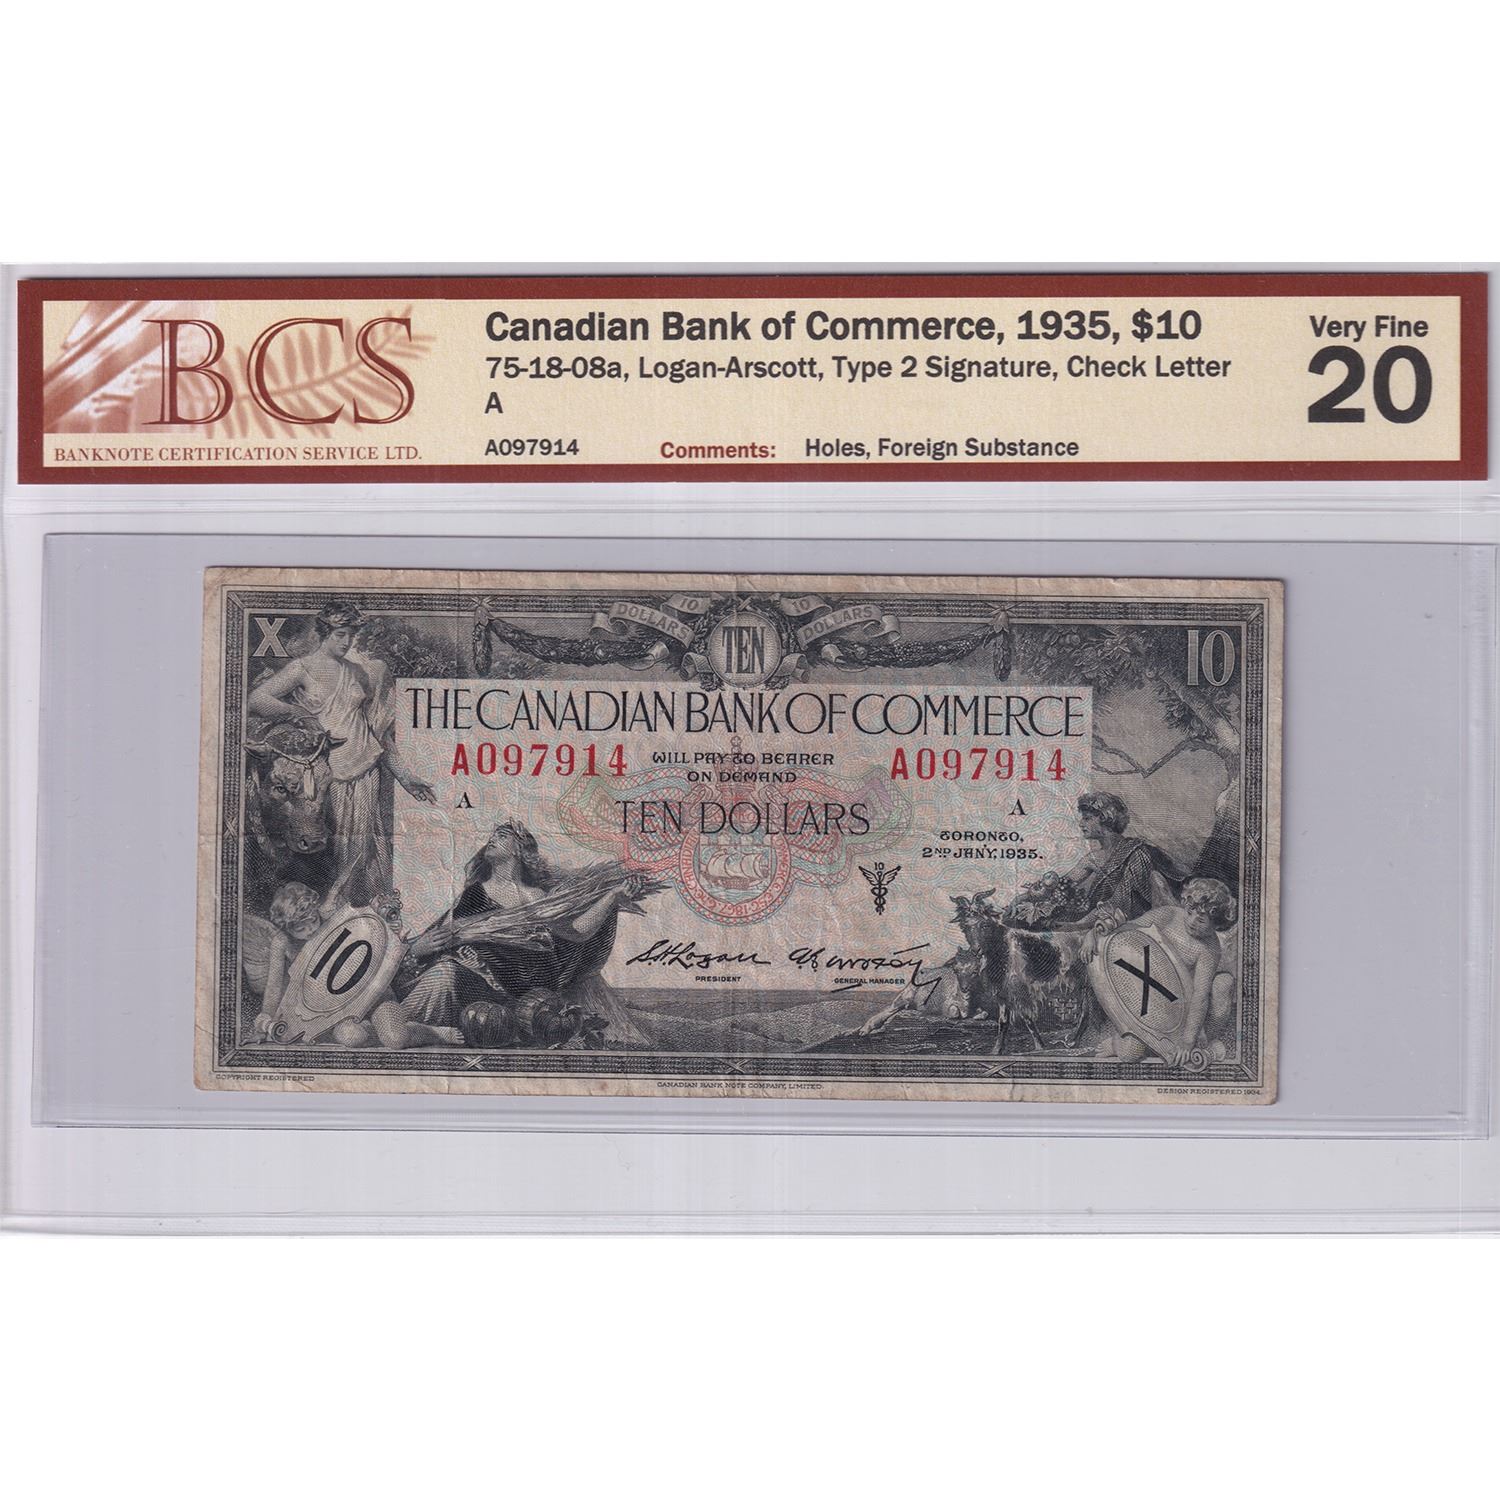 BCS
BANKNOTE CERTIFICATION SERVICE LTD.
Canadian Bank of Commerce, 1935, $10
75-18-08a, Logan-Arscott, Type 2 Signature, Check Letter
A
A097914 Comments: Holes, Foreign Substance
Very Fine
20
X DOLLARS 10 TEN 10 DOLLARS 10
THE CANADIAN BANK OF COMMERCE
A097914 WILL PAY TO BEARER A097914
ON DEMAND
A TEN DOLLARS A
TORONTO,
2ND JAN'Y, 1935.
10
10 X
S.H. Logan
PRESIDENT GENERAL MANAGER
COPYRIGHT REGISTERED CANADIAN BANK NOTE COMPANY, LIMITED. DESIGN REGISTERED 1934.